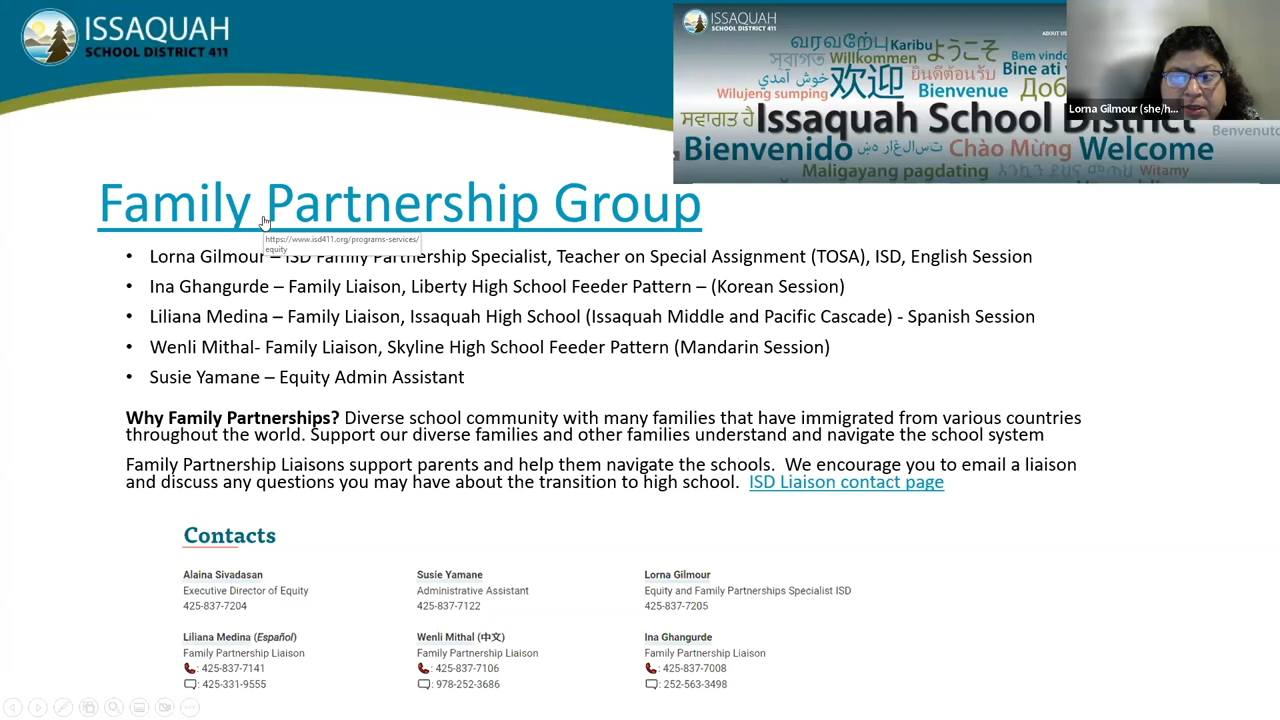 ISSAQUAH
SCHOOL DISTRICT 411
ISSAQUAH
SCHOOL DISTRICT 411
ABOUT US
வரவேற்பு Karibu ようこそ Bem vindo
स्वागत Willkommen
خوش آمدي 欢迎 ยินดีต้อนรับ Bine ati
Wilujeng sumping Bienvenue Доб
ਸਵਾਗਤ ਹੈ Issaquah School District
Benvenuto
Bienvenido Chào Mừng Welcome
Maligayang pagdating እንኳን ደህና መጡ Witamy
Lorna Gilmour (she/h...
Family Partnership Group
https://www.isd411.org/programs-services/
equity
• Lorna Gilmour – ISD Family Partnership Specialist, Teacher on Special Assignment (TOSA), ISD, English Session
• Ina Ghangurde – Family Liaison, Liberty High School Feeder Pattern – (Korean Session)
• Liliana Medina – Family Liaison, Issaquah High School (Issaquah Middle and Pacific Cascade) - Spanish Session
• Wenli Mithal- Family Liaison, Skyline High School Feeder Pattern (Mandarin Session)
• Susie Yamane – Equity Admin Assistant
Why Family Partnerships? Diverse school community with many families that have immigrated from various countries
throughout the world. Support our diverse families and other families understand and navigate the school system
Family Partnership Liaisons support parents and help them navigate the schools. We encourage you to email a liaison
and discuss any questions you may have about the transition to high school. ISD Liaison contact page
Contacts
Alaina Sivadasan
Executive Director of Equity
425-837-7204
Susie Yamane
Administrative Assistant
425-837-7122
Lorna Gilmour
Equity and Family Partnerships Specialist ISD
425-837-7205
Liliana Medina (Español)
Family Partnership Liaison
: 425-837-7141
: 425-331-9555
Wenli Mithal (中文)
Family Partnership Liaison
: 425-837-7106
: 978-252-3686
Ina Ghangurde
Family Partnership Liaison
: 425-837-7008
: 252-563-3498